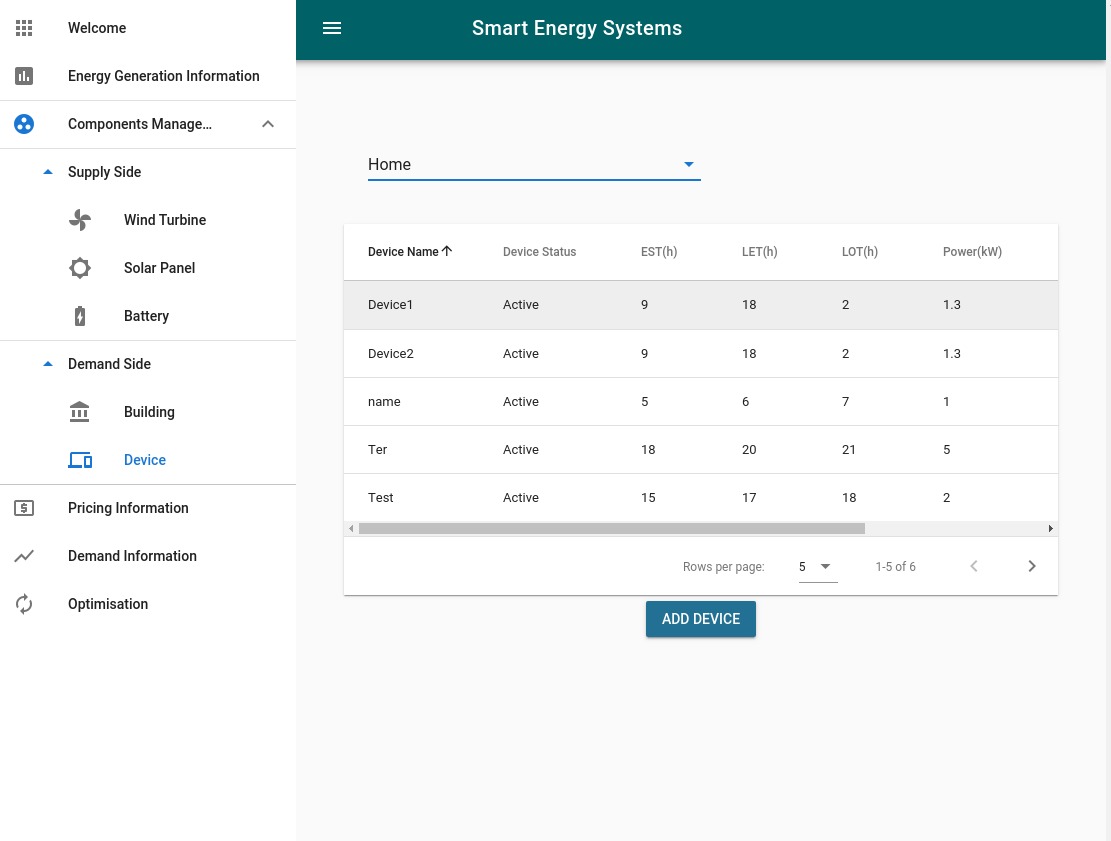 Welcome
Energy Generation Information
Components Manage…
Supply Side
Wind Turbine
Solar Panel
Battery
Demand Side
Building
Device
Pricing Information
Demand Information
Optimisation
Smart Energy Systems
Home
Device Name Device Status EST(h) LET(h) LOT(h) Power(kW)
Device1 Active 9 18 2 1.3
Device2 Active 9 18 2 1.3
name Active 5 6 7 1
Ter Active 18 20 21 5
Test Active 15 17 18 2
Rows per page: 5 1-5 of 6
ADD DEVICE